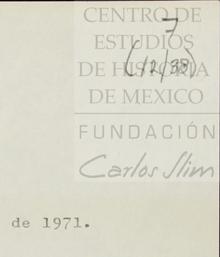 CENTRO DE
7
ESTUDIOS
DE HISTORIA
(12/38)
DE MEXICO
FUNDACIÓN
Carlos Slim
de 1971.